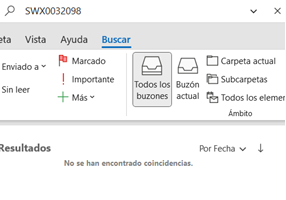 SWX0032098
eta Vista Ayuda Buscar
Enviado a
Sin leer
Marcado
Importante
Más
Todos los buzones
Buzón actual
Carpeta actual
Subcarpetas
Todos los elemen
Ámbito
Resultados
Por Fecha
No se han encontrado coincidencias.